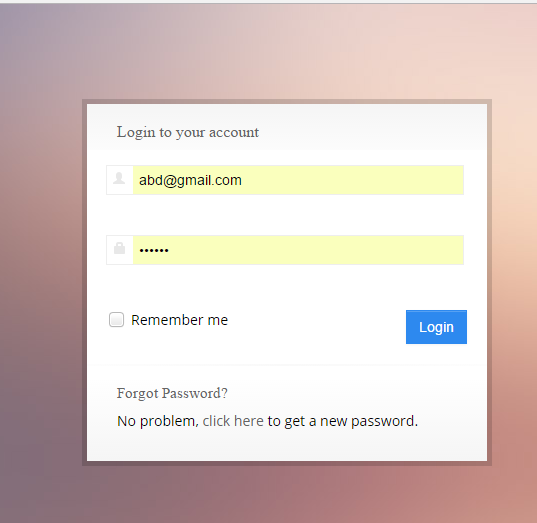 Login to your account
abd@gmail.com
••••••
Remember me
Login
Forgot Password?
No problem, click here to get a new password.